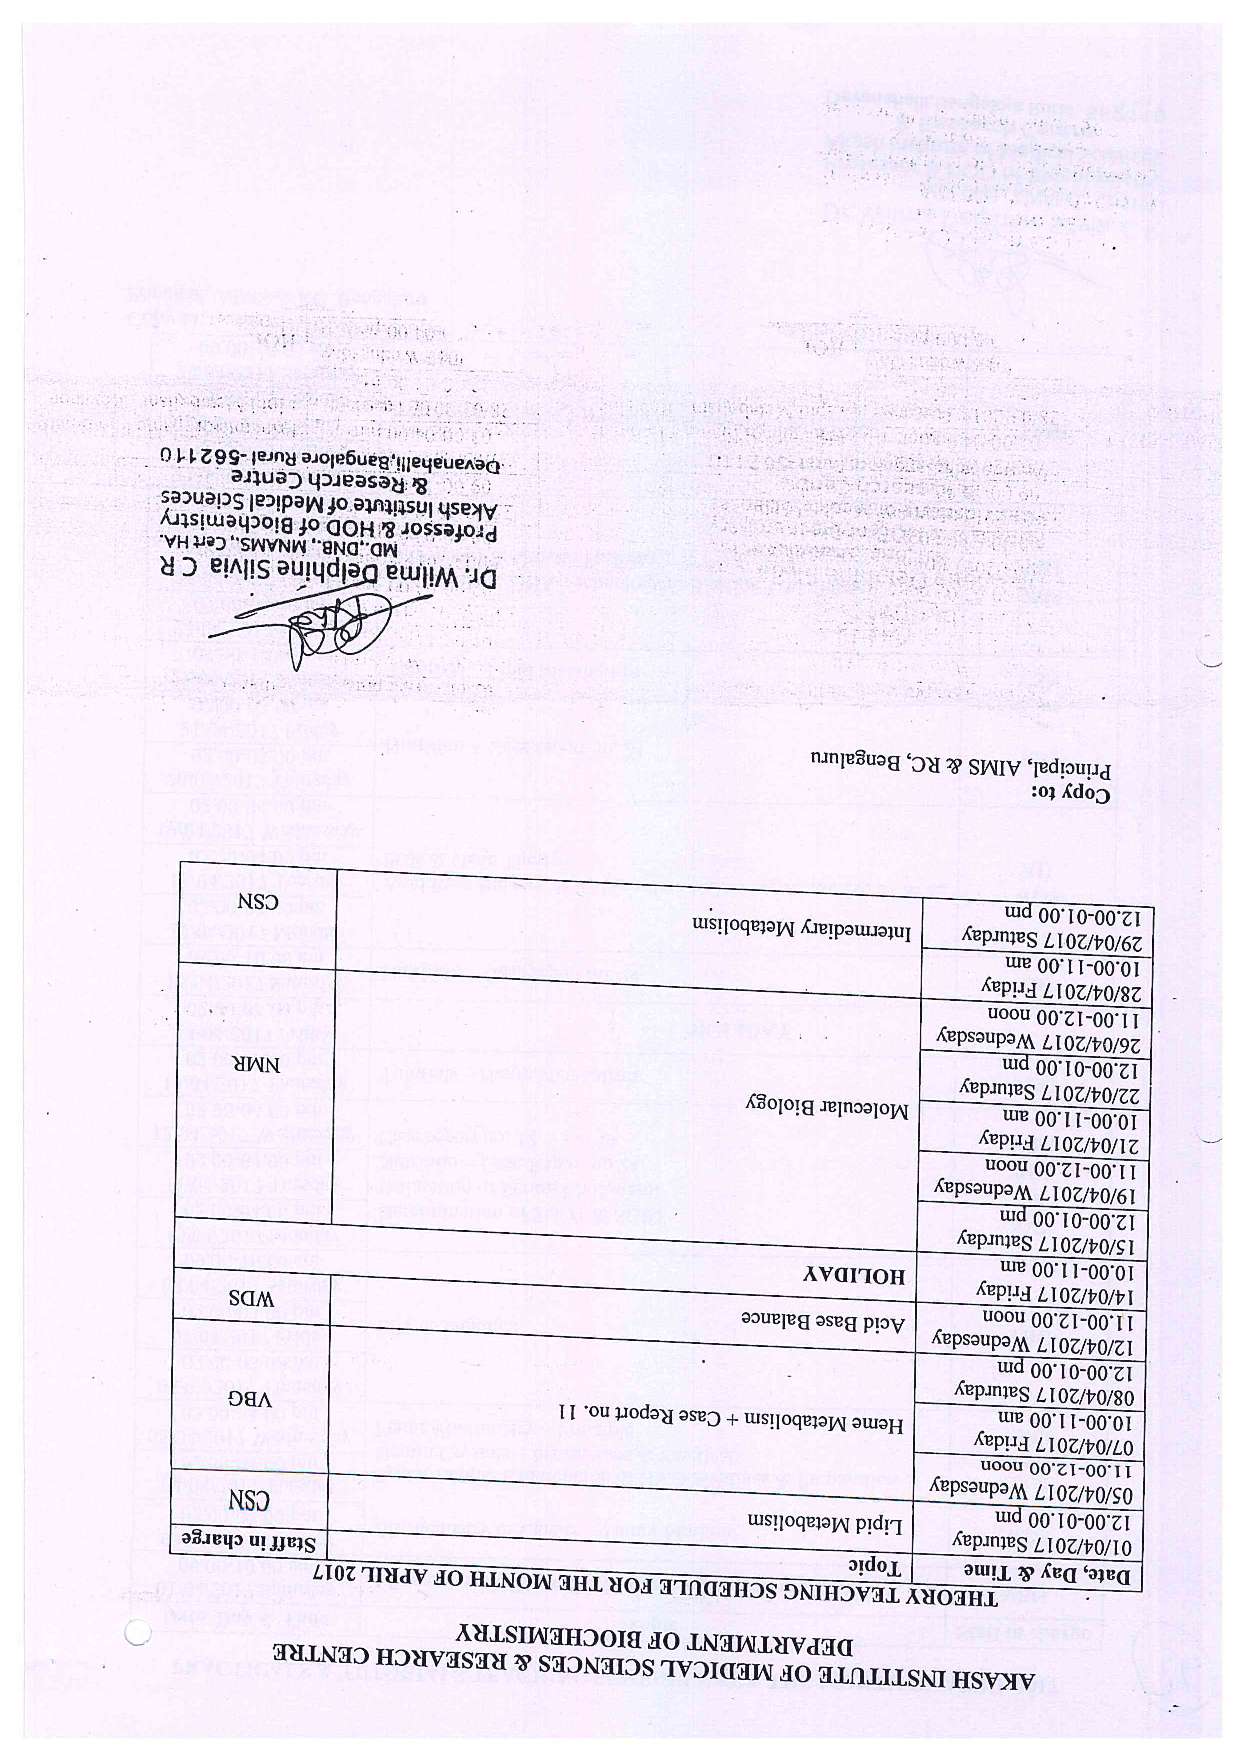 AKASH INSTITUTE OF MEDICAL SCIENCES & RESEARCH CENTRE
DEPARTMENT OF BIOCHEMISTRY
THEORY TEACHING SCHEDULE FOR THE MONTH OF APRIL 2017
Date, Day & Time Topic Staff in charge
01/04/2017 Saturday
12.00-01.00 pm
Lipid Metabolism CSN
05/04/2017 Wednesday
11.00-12.00 noon
07/04/2017 Friday
10.00-11.00 am
08/04/2017 Saturday
12.00-01.00 pm
Heme Metabolism + Case Report no. 11 VBG
12/04/2017 Wednesday
11.00-12.00 noon
Acid Base Balance WDS
14/04/2017 Friday
10.00-11.00 am
HOLIDAY
15/04/2017 Saturday
12.00-01.00 pm
19/04/2017 Wednesday
11.00-12.00 noon
21/04/2017 Friday
10.00-11.00 am
22/04/2017 Saturday
12.00-01.00 pm
26/04/2017 Wednesday
11.00-12.00 noon
Molecular Biology NMR
28/04/2017 Friday
10.00-11.00 am
29/04/2017 Saturday
12.00-01.00 pm
Intermediary Metabolism CSN
Copy to:
Principal, AIMS & RC, Bengaluru
Dr. Wilma Delphine Silvia C R
MD.,DNB., MNAMS., Cert HA.
Professor & HOD of Biochemistry
Akash Institute of Medical Sciences
& Research Centre
Devanahalli,Bangalore Rural -562110